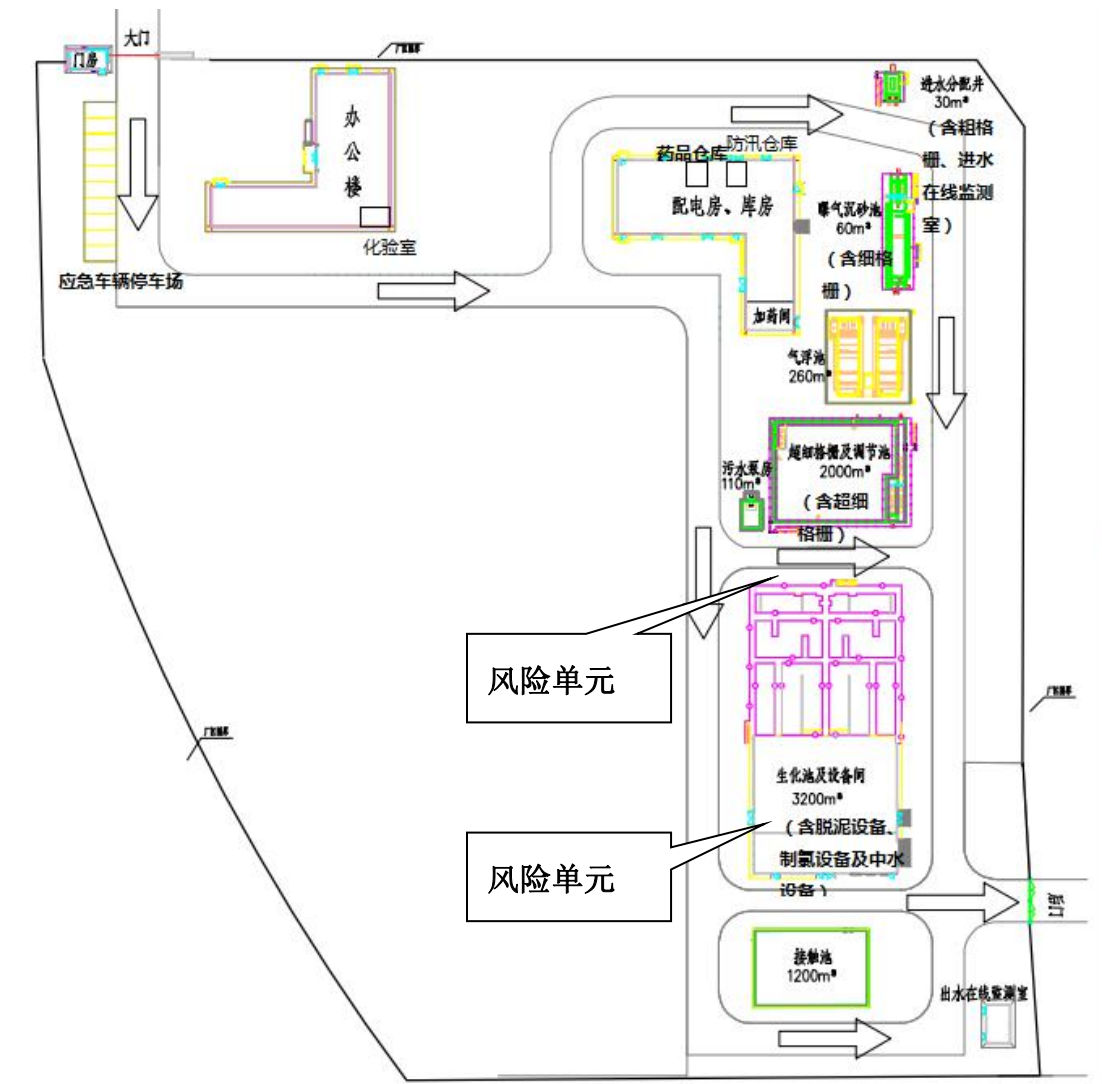 大门
门房
厂区围墙
办
公
楼
化验室
应急车辆停车场
进水分配井
30m³
（含粗格
栅、进水
在线监测
室）
防汛仓库
药品仓库
配电房、库房
加药间
曝气沉砂池
60m³
（含细格
栅）
气浮池
260m³
超细格栅及调节池
2000m³
（含超细
格栅）
污水泵房
110m³
风险单元
厂区围墙
厂区围墙
生化池及设备间
3200m³
（含脱泥设备、
制氯设备及中水
设备）
风险单元
后门
接触池
1200m³
出水在线监测室